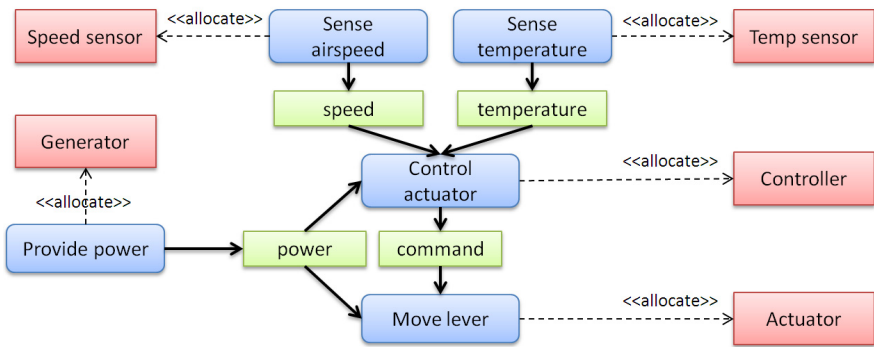 Speed sensor
<<allocate>>
Sense
airspeed
Sense
temperature
<<allocate>>
Temp sensor
speed
temperature
Generator
<<allocate>>
Control
actuator
<<allocate>>
Controller
Provide power
power
command
Move lever
<<allocate>>
Actuator